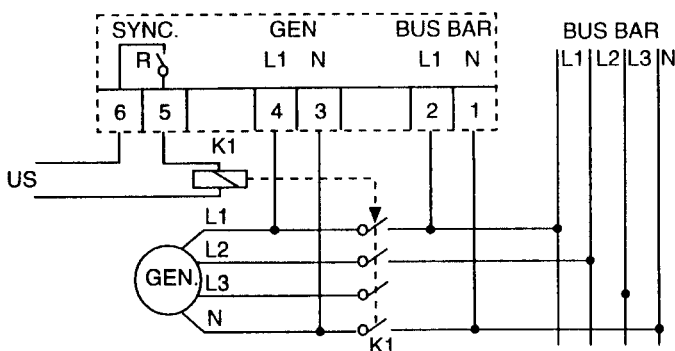 SYNC. GEN BUS BAR BUS BAR
R L1 N L1 N L1 L2 L3 N
6 5 4 3 2 1
K1
US
L1
L2
GEN.
L3
N
K1